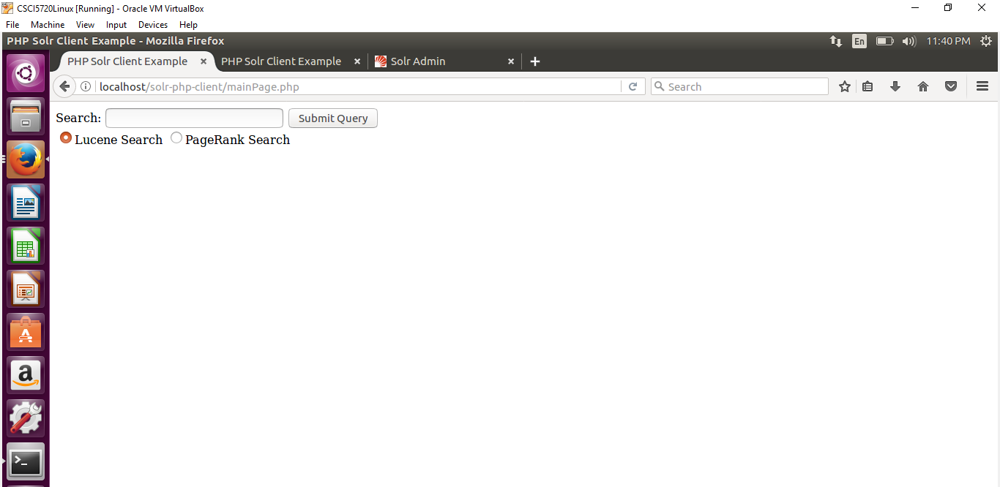 CSCI5720Linux [Running] - Oracle VM VirtualBox
File Machine View Input Devices Help
PHP Solr Client Example - Mozilla Firefox En 11:40 PM
PHP Solr Client Example PHP Solr Client Example Solr Admin
localhost/solr-php-client/mainPage.php Search
Search: Submit Query
Lucene Search PageRank Search